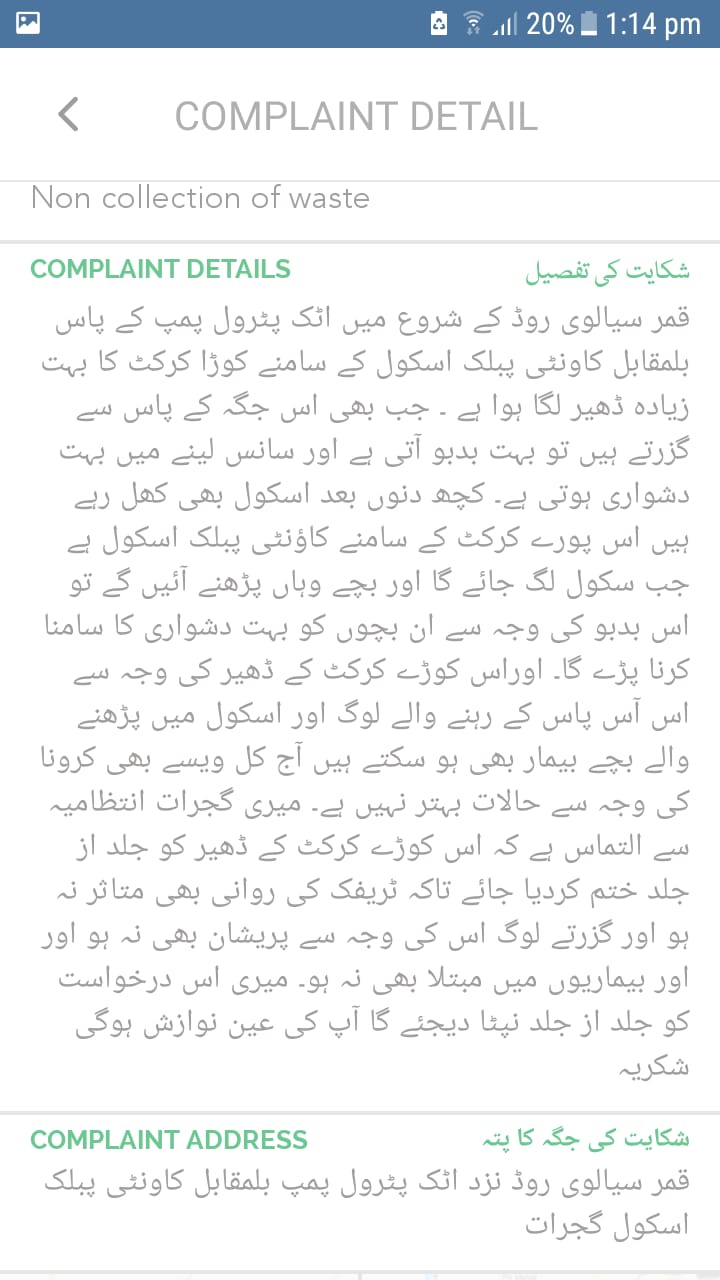 20% 1:14 pm
COMPLAINT DETAIL
Non collection of waste
COMPLAINT DETAILS
شکایت کی تفصیل
قمر سیالوی روڈ کے شروع میں اٹک پٹرول پمپ کے پاس
بلمقابل کاونٹی پبلک اسکول کے سامنے کوڑا کرکٹ کا بہت
زیادہ ڈھیر لگا ہوا ہے ۔ جب بھی اس جگہ کے پاس سے
گزرتے ہیں تو بہت بدبو آتی ہے اور سانس لینے میں بہت
دشواری ہوتی ہے۔ کچھ دنوں بعد اسکول بھی کھل رہے
ہیں اس پورے کرکٹ کے سامنے کاؤنٹی پبلک اسکول ہے
جب سکول لگ جائے گا اور بچے وہاں پڑھنے آئیں گے تو
اس بدبو کی وجہ سے ان بچوں کو بہت دشواری کا سامنا
کرنا پڑے گا۔ اوراس کوڑے کرکٹ کے ڈھیر کی وجہ سے
اس آس پاس کے رہنے والے لوگ اور اسکول میں پڑھنے
والے بچے بیمار بھی ہو سکتے ہیں آج کل ویسے بھی کرونا
کی وجہ سے حالات بہتر نہیں ہے۔ میری گجرات انتظامیہ
سے التماس ہے کہ اس کوڑے کرکٹ کے ڈھیر کو جلد از
جلد ختم کردیا جائے تاکہ ٹریفک کی روانی بھی متاثر نہ
ہو اور گزرتے لوگ اس کی وجہ سے پریشان بھی نہ ہو اور
اور بیماریوں میں مبتلا بھی نہ ہو۔ میری اس درخواست
کو جلد از جلد نپٹا دیجئے گا آپ کی عین نوازش ہوگی
شکریہ
COMPLAINT ADDRESS
شکایت کی جگہ کا پتہ
قمر سیالوی روڈ نزد اٹک پٹرول پمپ بلمقابل کاونٹی پبلک
اسکول گجرات